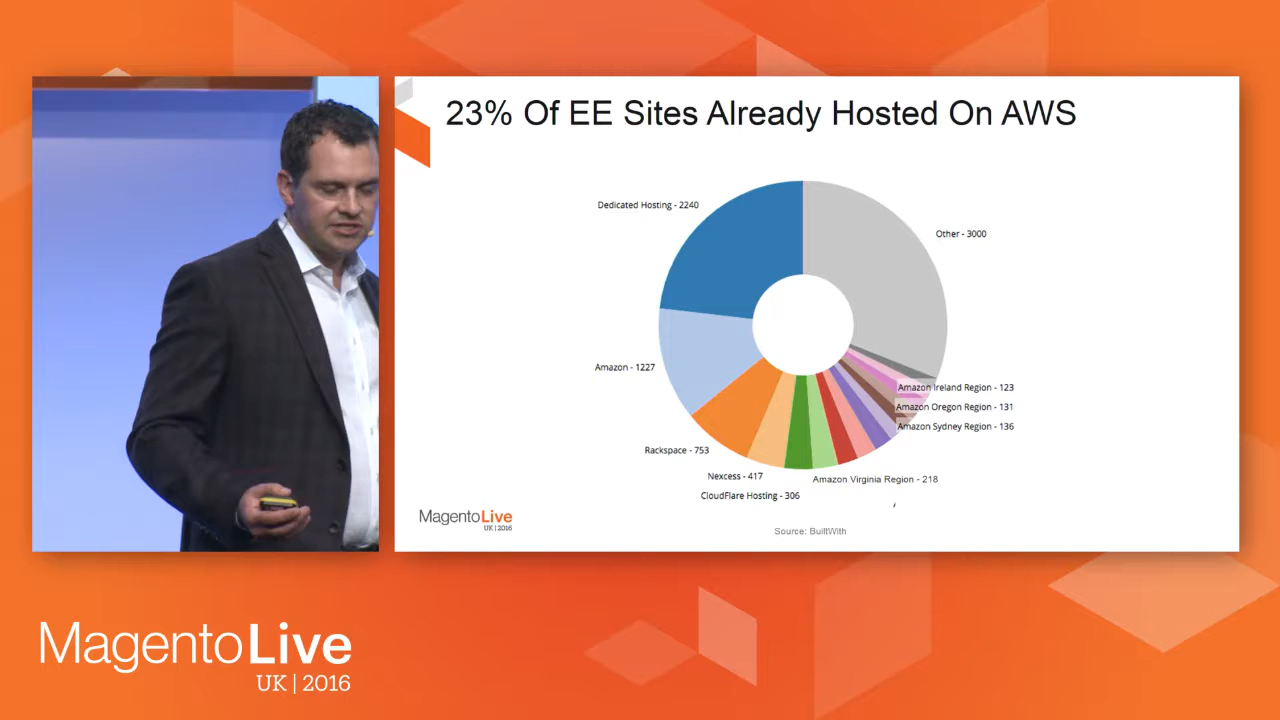 23% Of EE Sites Already Hosted On AWS
Dedicated Hosting - 2240
Other - 3000
Amazon - 1227
Amazon Ireland Region - 123
Amazon Oregon Region - 131
Amazon Sydney Region - 136
Rackspace - 753
Nexcess - 417
Amazon Virginia Region - 218
CloudFlare Hosting - 306
MagentoLive
UK | 2016
Source: BuiltWith
MagentoLive
UK | 2016